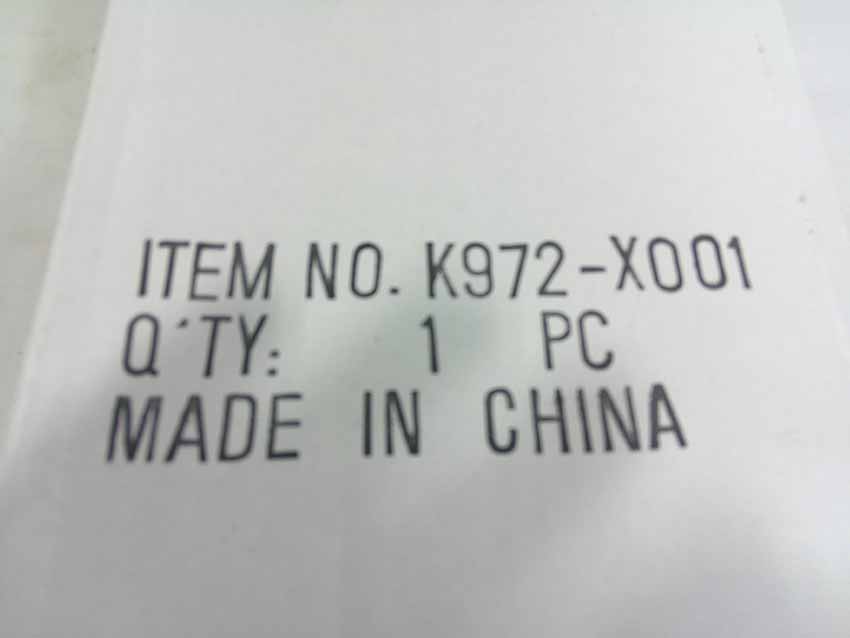 ITEM NO. K972-X001
Q'TY: 1 PC
MADE IN CHINA